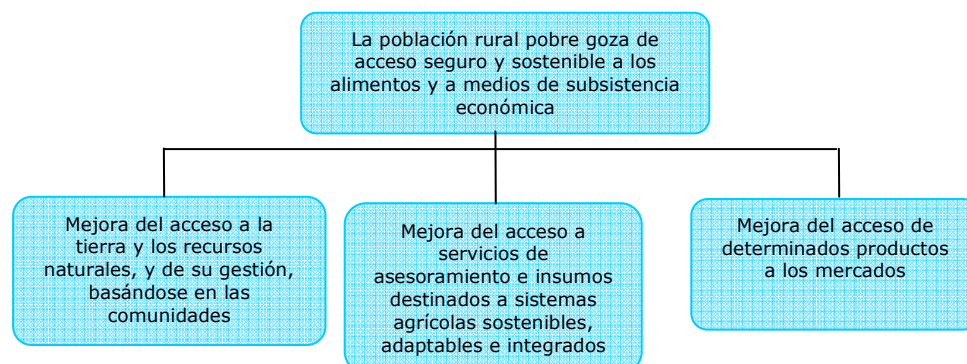 La población rural pobre goza de
acceso seguro y sostenible a los
alimentos y a medios de subsistencia
económica
Mejora del acceso a la
tierra y los recursos
naturales, y de su gestión,
basándose en las
comunidades
Mejora del acceso a
servicios de
asesoramiento e insumos
destinados a sistemas
agrícolas sostenibles,
adaptables e integrados
Mejora del acceso de
determinados productos
a los mercados